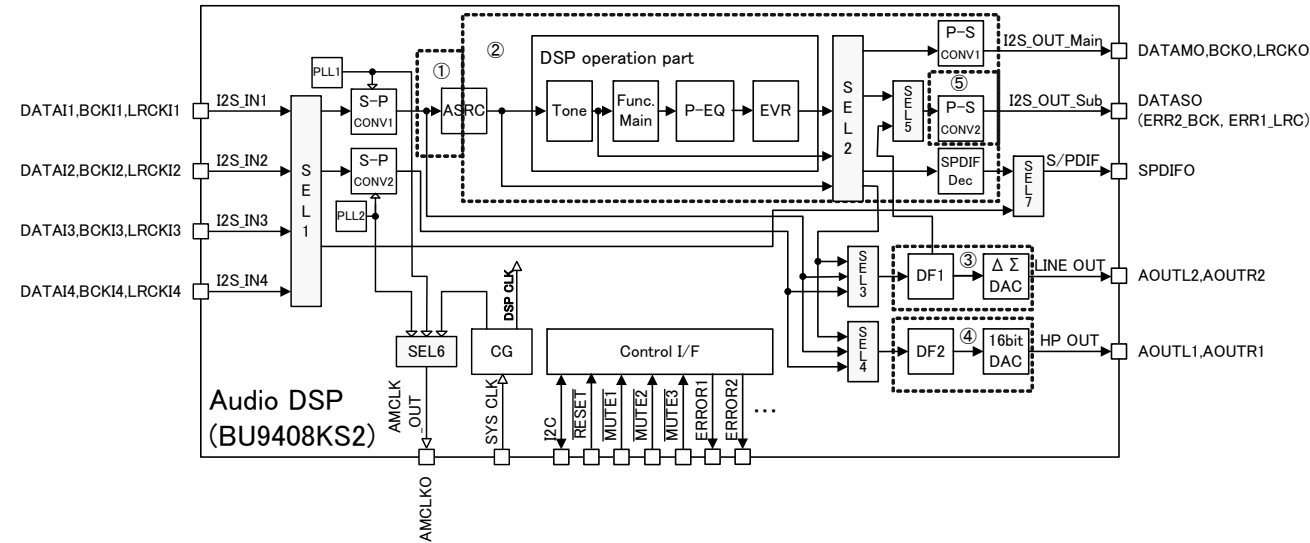 DATAI1,BCKI1,LRCKI1
DATAI2,BCKI2,LRCKI2
DATAI3,BCKI3,LRCKI3
DATAI4,BCKI4,LRCKI4
I2S_IN1
I2S_IN2
I2S_IN3
I2S_IN4
SEL1
PLL1
S-P
CONV1
S-P
CONV2
PLL2
①
ASRC
②
DSP operation part
Tone
Func.
Main
P-EQ
EVR
SEL2
P-S
CONV1
I2S_OUT_Main
DATAMO,BCKO,LRCKO
SEL5
⑤
P-S
CONV2
I2S_OUT_Sub
DATASO
(ERR2_BCK, ERR1_LRC)
SPDIF
Dec
SEL7
S/PDIF
SPDIFO
SEL3
DF1
③
Δ Σ
DAC
LINE OUT
AOUTL2,AOUTR2
SEL4
DF2
④
16bit
DAC
HP OUT
AOUTL1,AOUTR1
DSP CLK
SEL6
CG
Control I/F
Audio DSP
(BU9408KS2)
AMCLK
_OUT
SYS CLK
I2C
RESET
MUTE1
MUTE2
MUTE3
ERROR1
ERROR2
...
AMCLKO